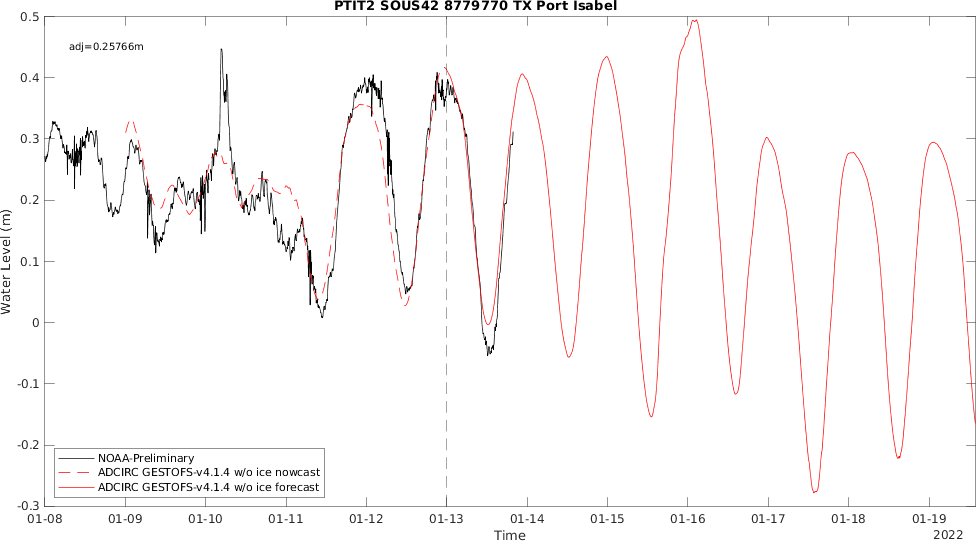 PTIT2 SOUS42 8779770 TX Port Isabel
adj=0.25766m
0.5
0.4
0.3
0.2
0.1
0
-0.1
-0.2
-0.3
Water Level (m)
NOAA-Preliminary
ADCIRC GESTOFS-v4.1.4 w/o ice nowcast
ADCIRC GESTOFS-v4.1.4 w/o ice forecast
01-08 01-09 01-10 01-11 01-12 01-13 01-14 01-15 01-16 01-17 01-18 01-19
Time
2022